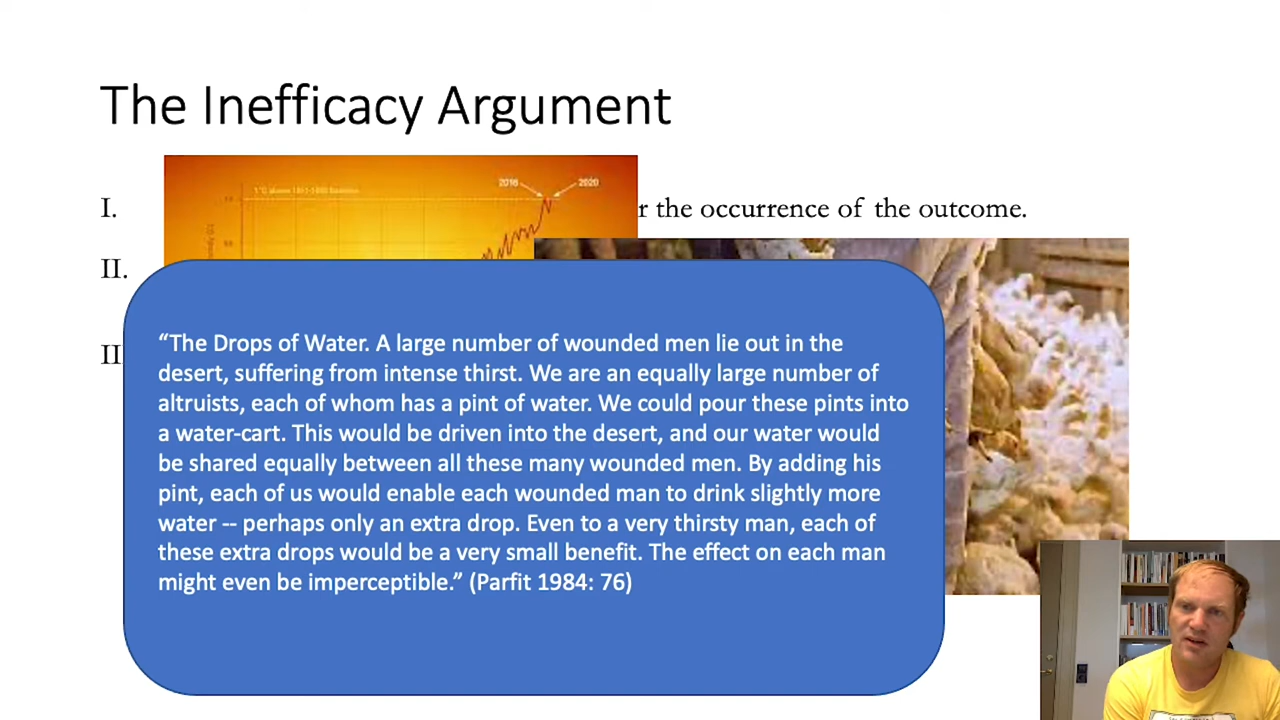 The Inefficacy Argument
I.
r the occurrence of the outcome.
2016
2020
II.
II
“The Drops of Water. A large number of wounded men lie out in the
desert, suffering from intense thirst. We are an equally large number of
altruists, each of whom has a pint of water. We could pour these pints into
a water-cart. This would be driven into the desert, and our water would
be shared equally between all these many wounded men. By adding his
pint, each of us would enable each wounded man to drink slightly more
water -- perhaps only an extra drop. Even to a very thirsty man, each of
these extra drops would be a very small benefit. The effect on each man
might even be imperceptible.” (Parfit 1984: 76)